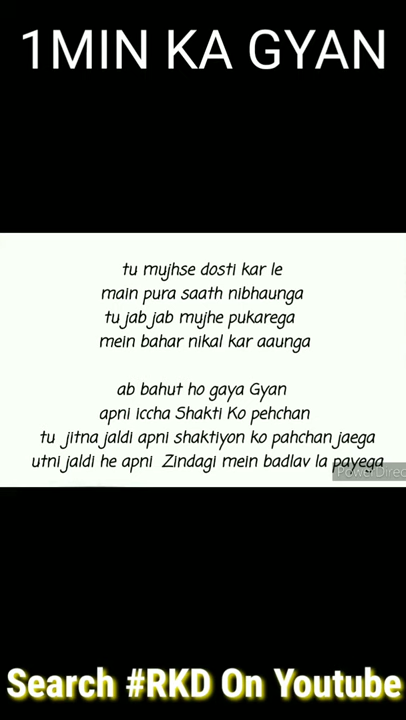 1MIN KA GYAN
tu mujhse dosti kar le
main pura saath nibhaunga
tu jab jab mujhe pukarega
mein bahar nikal kar aaunga
ab bahut ho gaya Gyan
apni iccha Shakti Ko pehchan
tu jitna jaldi apni shaktiyon ko pahchan jaega
utni jaldi he apni Zindagi mein badlav la payega
PowerDirec
Search #RKD On Youtube